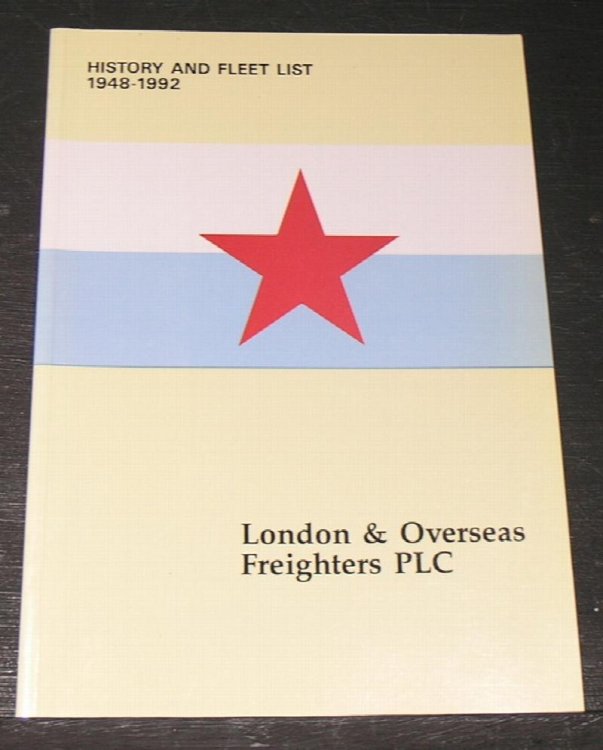 HISTORY AND FLEET LIST
1948-1992
London & Overseas
Freighters PLC